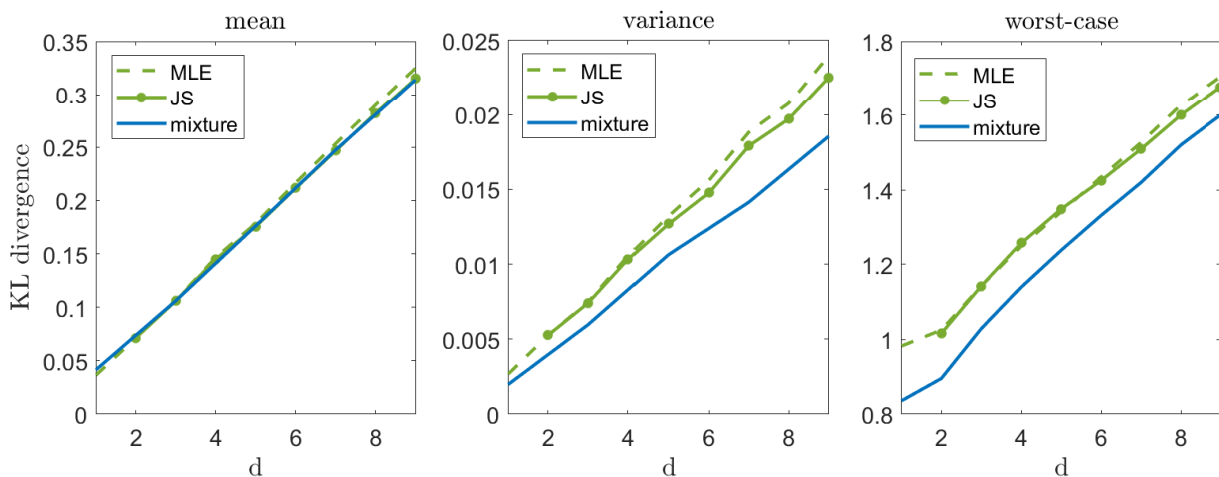 mean
KL divergence
0.35
0.3
0.25
0.2
0.15
0.1
0.05
0
MLE
JS
mixture
2 4 6 8
d
variance
0.025
0.02
0.015
0.01
0.005
0
MLE
JS
mixture
2 4 6 8
d
worst-case
1.8
1.6
1.4
1.2
1
0.8
MLE
JS
mixture
2 4 6 8
d